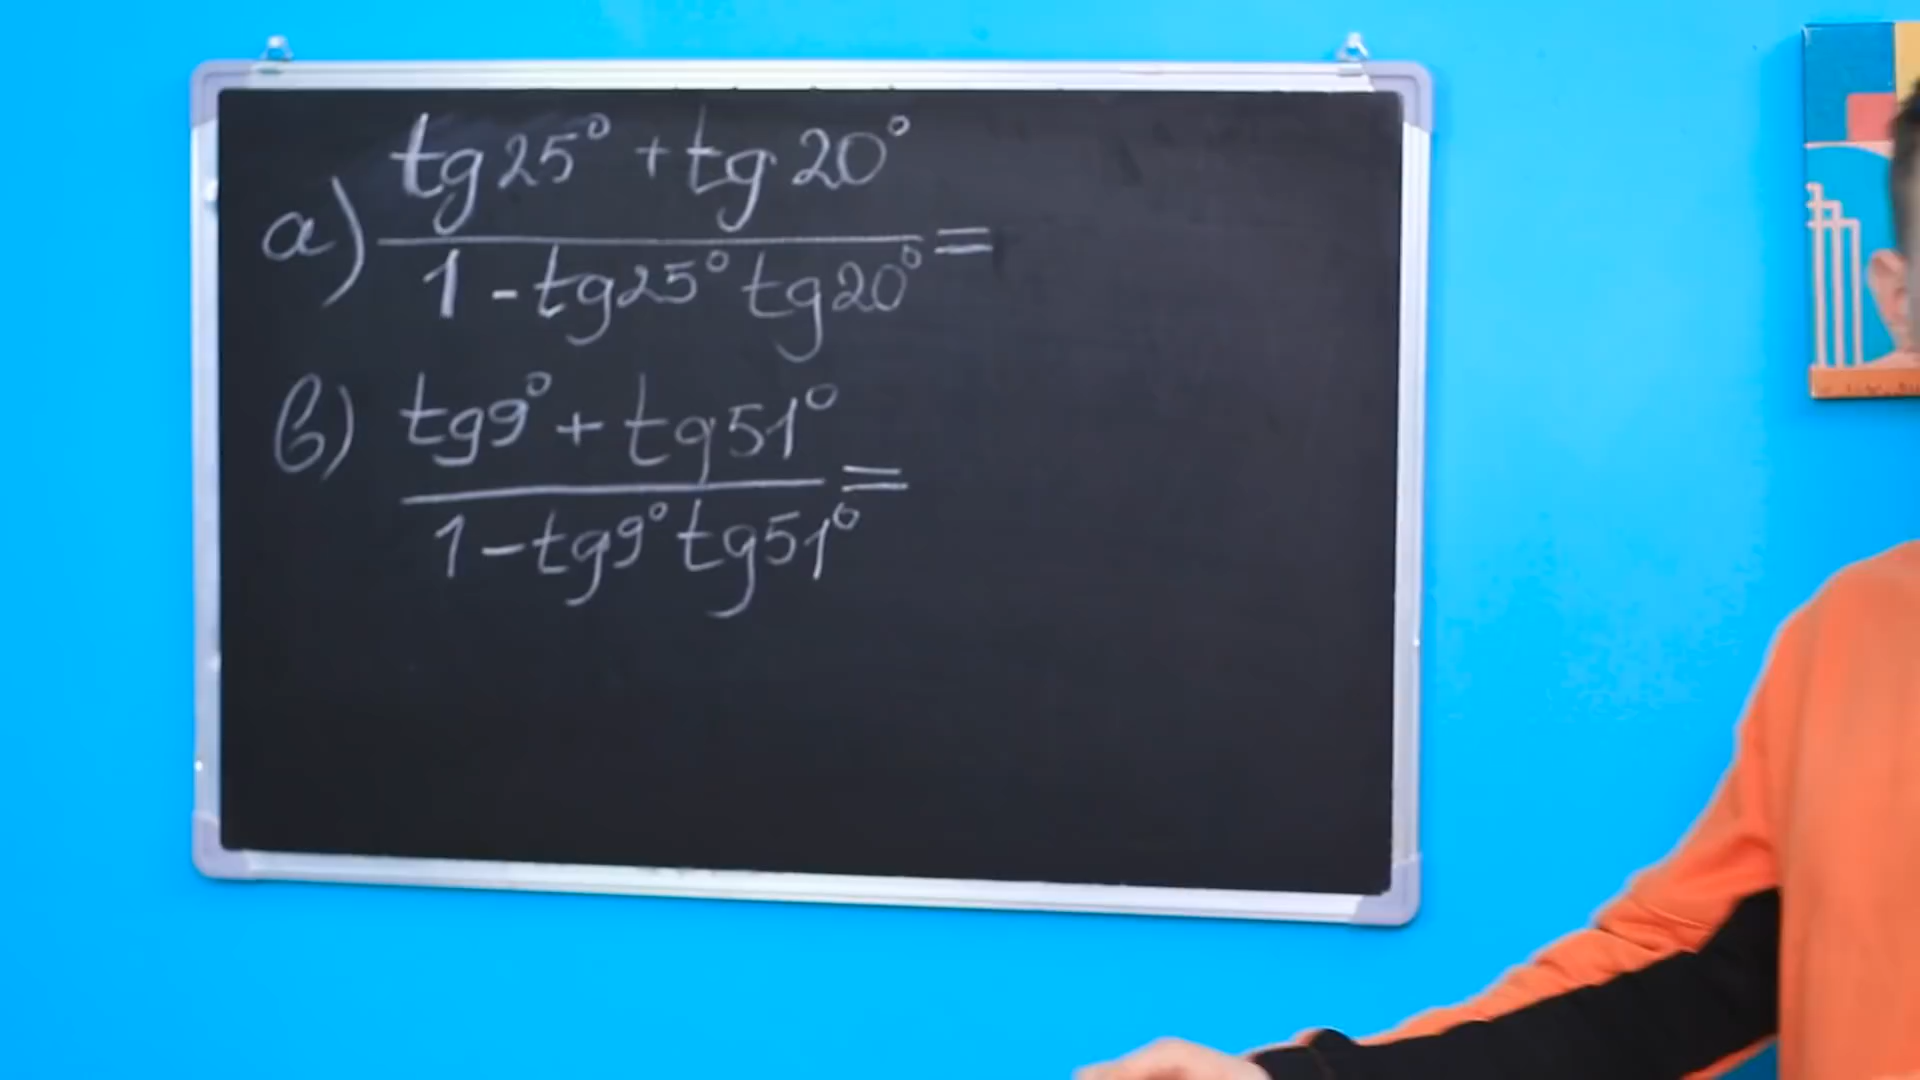 a) tg25° + tg20°
1 - tg25° tg20° =
в) tg9° + tg51°
1 - tg9° tg51° =